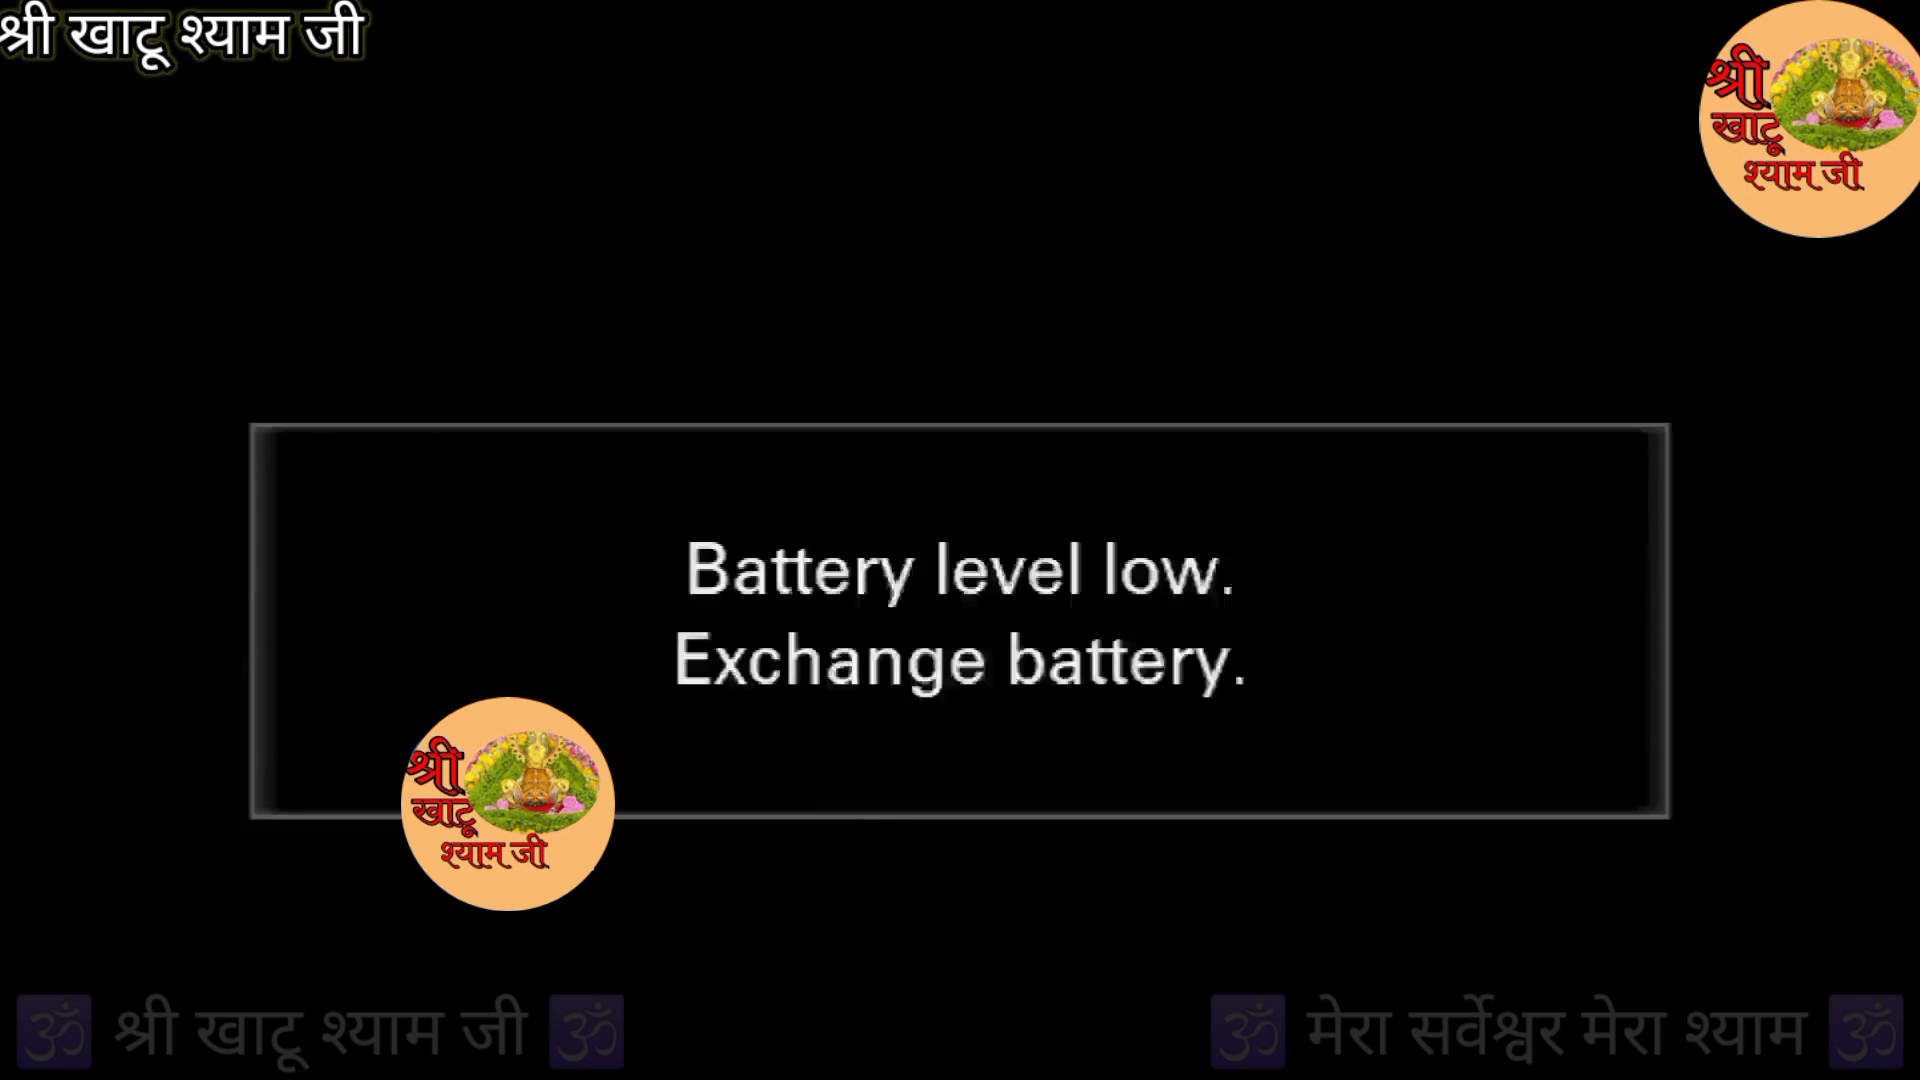 श्री खाटू श्याम जी
श्री
खाटू
श्याम जी
Battery level low.
Exchange battery.
श्री
खाटू
श्याम जी
🕉 श्री खाटू श्याम जी 🕉
🕉 मेरा सर्वेश्वर मेरा श्याम 🕉